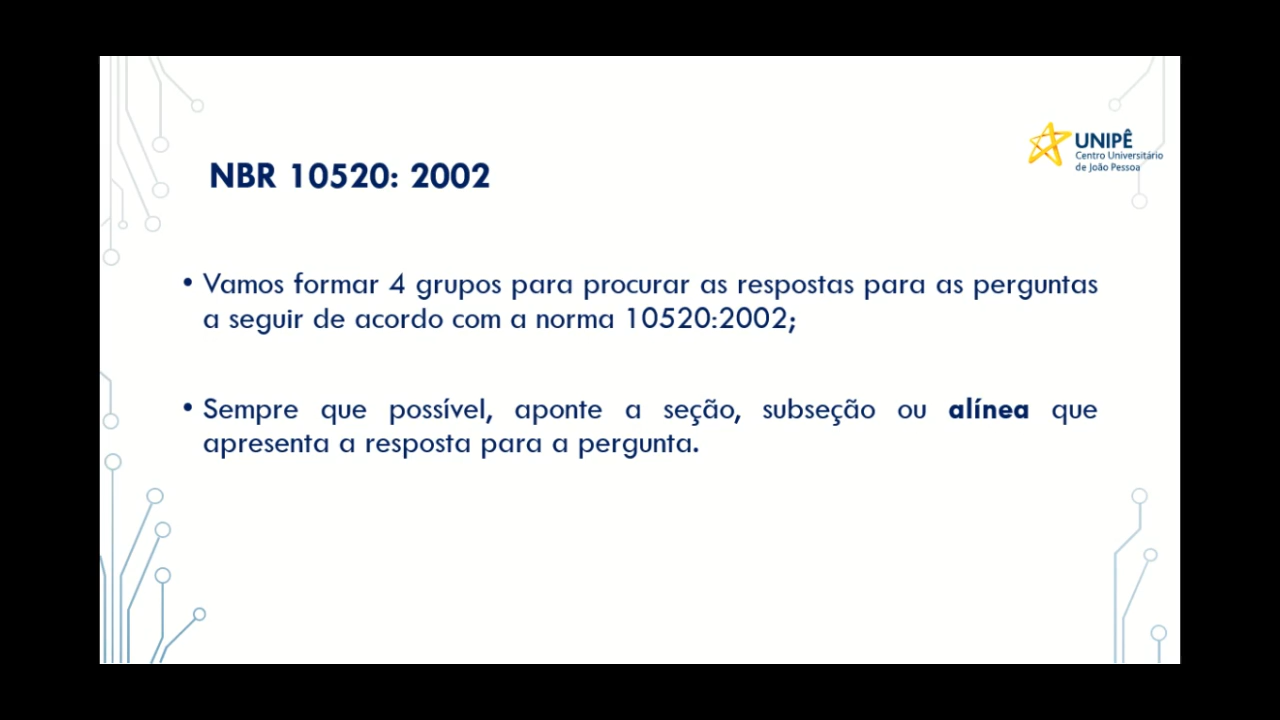 UNIPÊ
Centro Universitário
de João Pessoa
NBR 10520: 2002
• Vamos formar 4 grupos para procurar as respostas para as perguntas
a seguir de acordo com a norma 10520:2002;
• Sempre que possível, aponte a seção, subseção ou alínea que
apresenta a resposta para a pergunta.